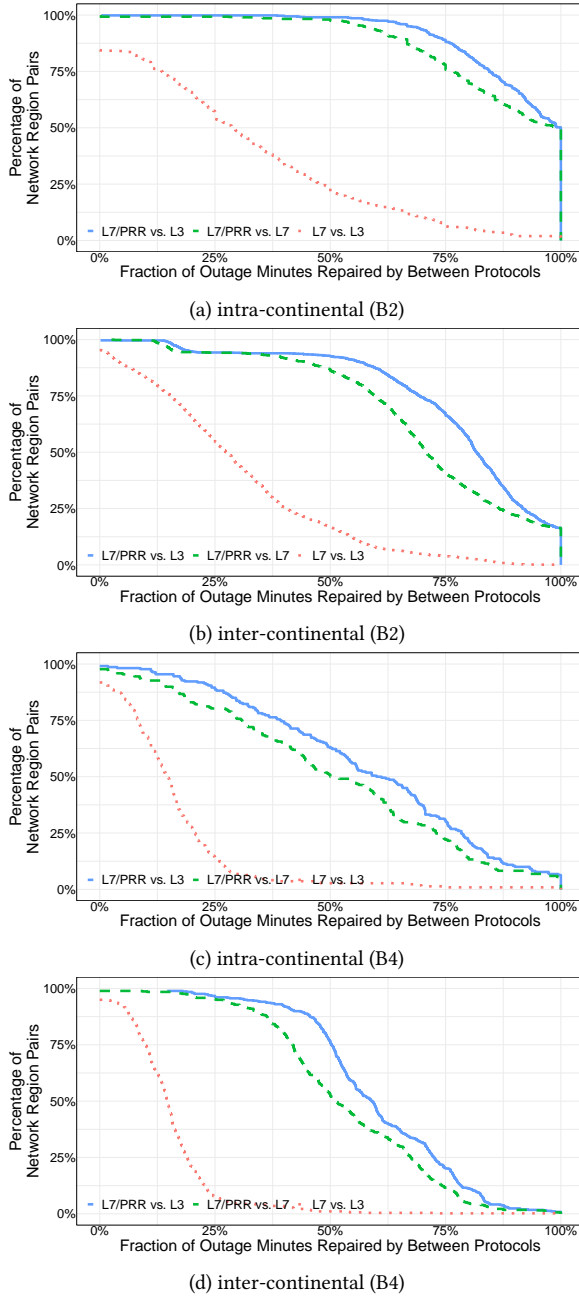 100%
75%
50%
25%
0%
Percentage of
Network Region Pairs
L7/PRR vs. L3 L7/PRR vs. L7 L7 vs. L3
0% 25% 50% 75% 100%
Fraction of Outage Minutes Repaired by Between Protocols
(a) intra-continental (B2)
100%
75%
50%
25%
0%
Percentage of
Network Region Pairs
L7/PRR vs. L3 L7/PRR vs. L7 L7 vs. L3
0% 25% 50% 75% 100%
Fraction of Outage Minutes Repaired by Between Protocols
(b) inter-continental (B2)
100%
75%
50%
25%
0%
Percentage of
Network Region Pairs
L7/PRR vs. L3 L7/PRR vs. L7 L7 vs. L3
0% 25% 50% 75% 100%
Fraction of Outage Minutes Repaired by Between Protocols
(c) intra-continental (B4)
100%
75%
50%
25%
0%
Percentage of
Network Region Pairs
L7/PRR vs. L3 L7/PRR vs. L7 L7 vs. L3
0% 25% 50% 75% 100%
Fraction of Outage Minutes Repaired by Between Protocols
(d) inter-continental (B4)